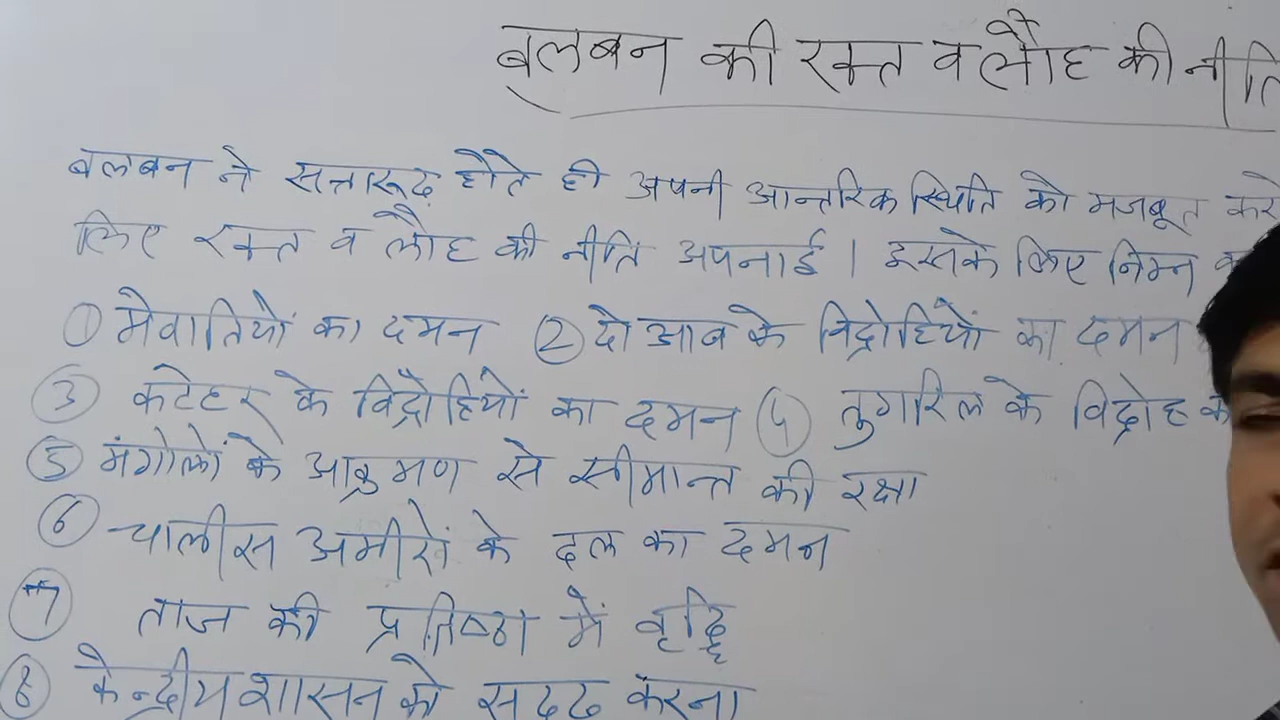 बलबन की रक्त व लौह की नीति
बलबन ने सत्तारूढ होते ही अपनी आन्तरिक स्थिति को मजबूत करने
लिए रक्त व लौह की नीति अपनाई । इसके लिए निम्न
① मेवातियों का दमन ② दो आब के विद्रोहियों का दमन
③ कटेहर के विद्रोहियों का दमन ④ तुगरिल के विद्रोह का
⑤ मंगोलों के आक्रमण से सीमान्त की रक्षा
⑥ चालीस अमीरों के दल का दमन
⑦ ताज की प्रतिष्ठा में वृद्धि
⑧ केन्द्रीय शासन को सदढ करना